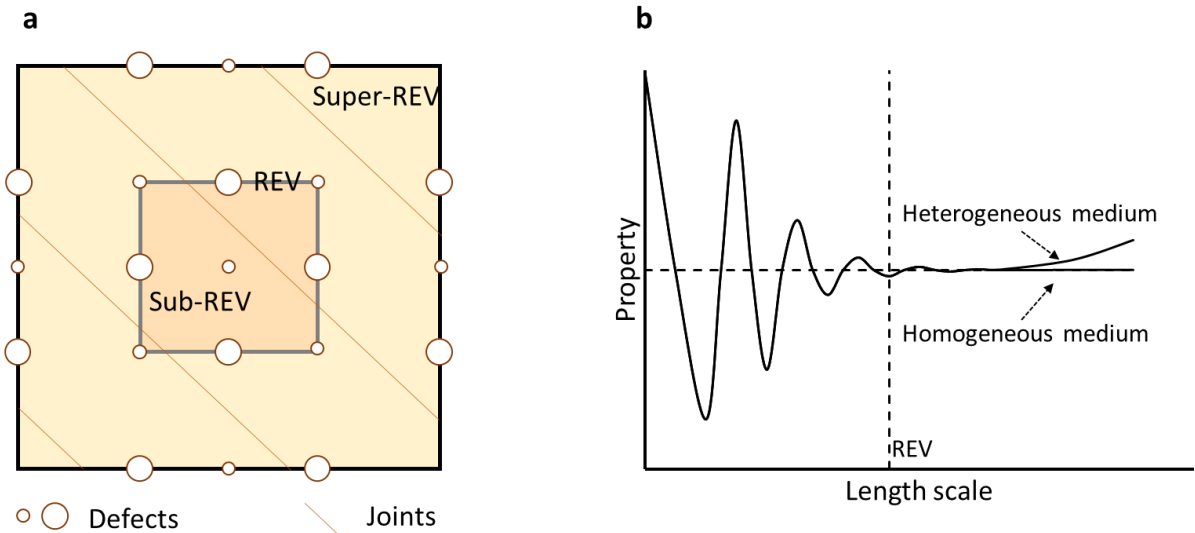 a
Super-REV
REV
Sub-REV
Defects
Joints
b
Property
Heterogeneous medium
Homogeneous medium
REV
Length scale